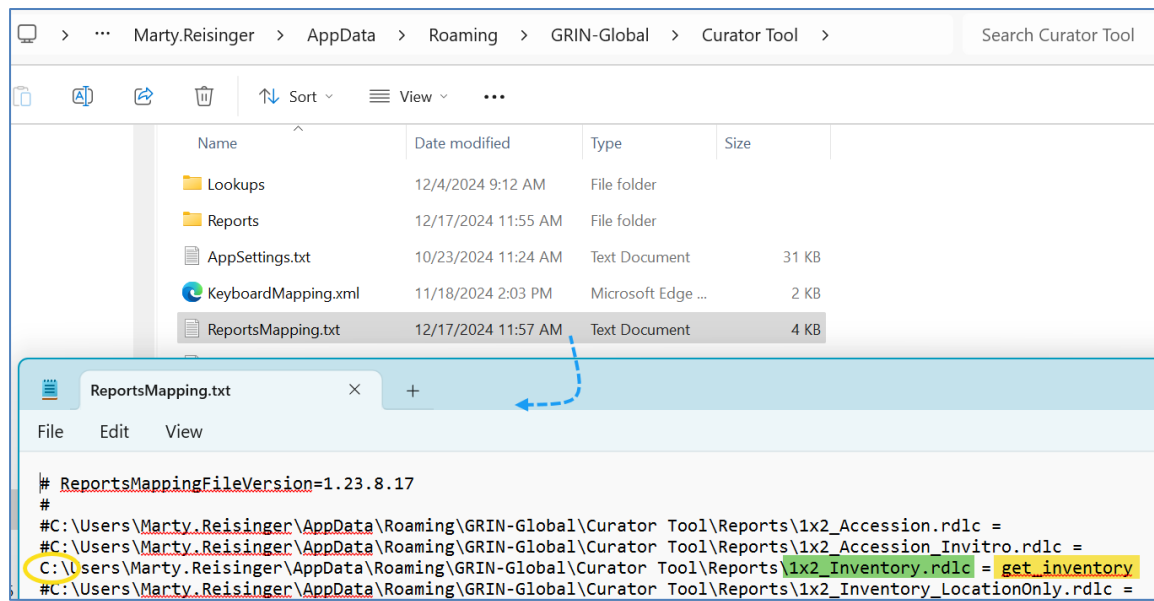 > ··· Marty.Reisinger > AppData > Roaming > GRIN-Global > Curator Tool > Search Curator Tool
Sort View ···
Name Date modified Type Size
Lookups 12/4/2024 9:12 AM File folder
Reports 12/17/2024 11:55 AM File folder
AppSettings.txt 10/23/2024 11:24 AM Text Document 31 KB
KeyboardMapping.xml 11/18/2024 2:03 PM Microsoft Edge ... 2 KB
ReportsMapping.txt 12/17/2024 11:57 AM Text Document 4 KB
ReportsMapping.txt
File Edit View
# ReportsMappingFileVersion=1.23.8.17
#
#C:\Users\Marty.Reisinger\AppData\Roaming\GRIN-Global\Curator Tool\Reports\1x2_Accession.rdlc =
#C:\Users\Marty.Reisinger\AppData\Roaming\GRIN-Global\Curator Tool\Reports\1x2_Accession_Invitro.rdlc =
C:\Users\Marty.Reisinger\AppData\Roaming\GRIN-Global\Curator Tool\Reports\1x2_Inventory.rdlc = get_inventory
#C:\Users\Marty.Reisinger\AppData\Roaming\GRIN-Global\Curator Tool\Reports\1x2_Inventory_LocationOnly.rdlc =